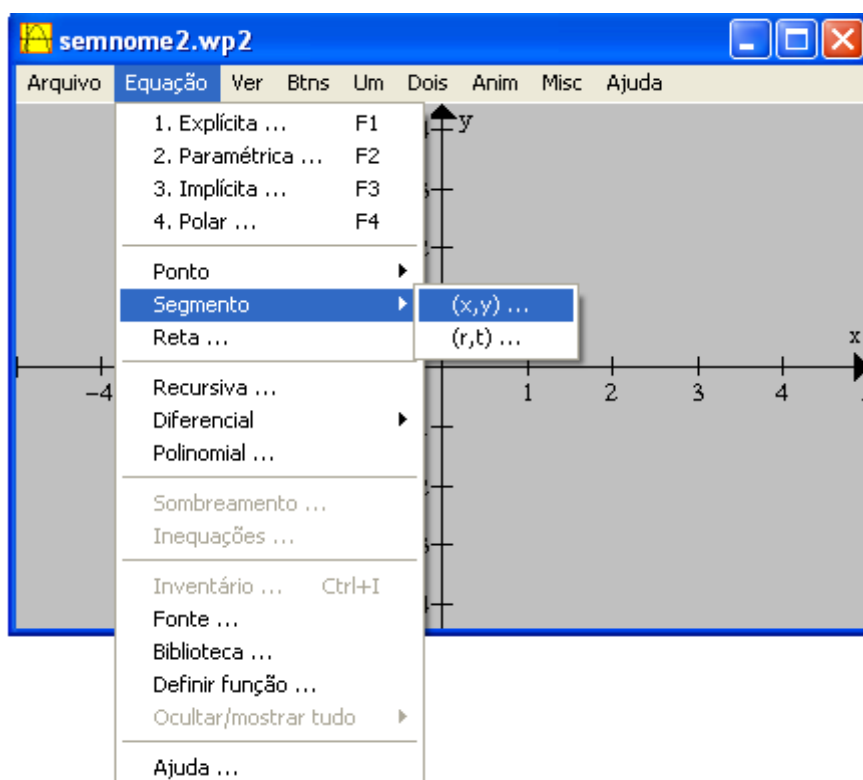 semnome2.wp2
Arquivo Equação Ver Btns Um Dois Anim Misc Ajuda
1. Explícita ... F1
2. Paramétrica ... F2
3. Implícita ... F3
4. Polar ... F4
Ponto
Segmento
Reta ...
Recursiva ...
Diferencial
Polinomial ...
Sombreamento ...
Inequações ...
Inventário ... Ctrl+I
Fonte ...
Biblioteca ...
Definir função ...
Ocultar/mostrar tudo
Ajuda ...
(x,y) ...
(r,t) ...
y
x
-4 1 2 3 4